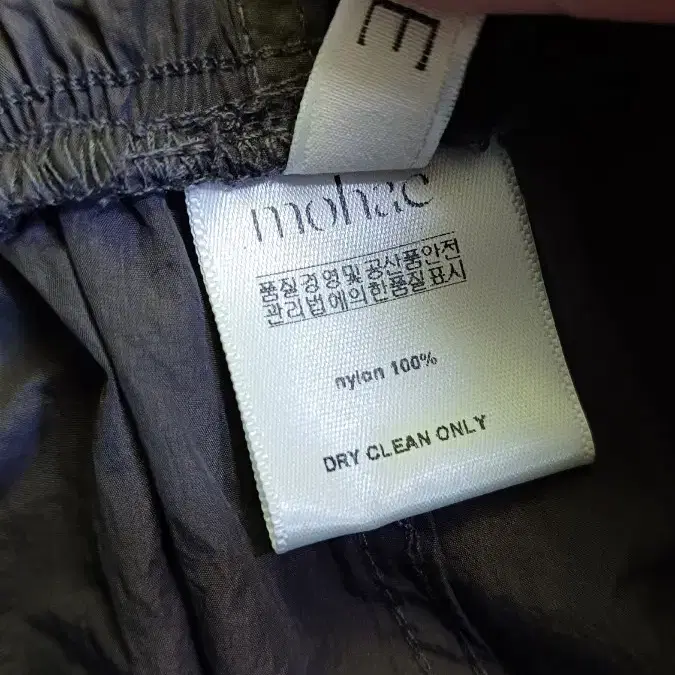 E
mohae
품질경영및공산품안전
관리법에의한품질표시
nylon 100%
DRY CLEAN ONLY